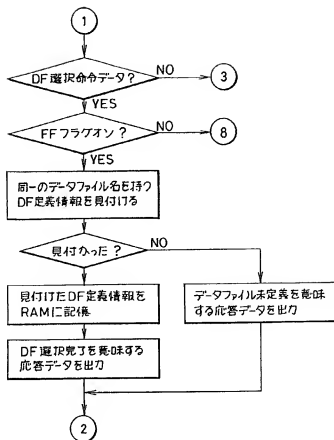 1
DF選択命令データ?
NO
3
YES
FFフラグオン?
NO
8
YES
同一のデータファイル名を持つ
DF定義情報を見付ける
見付かった?
NO
見付けたDF定義情報を
RAMに記憶
データファイル未定義を意味
する応答データを出力
DF選択完了を意味する
応答データを出力
2